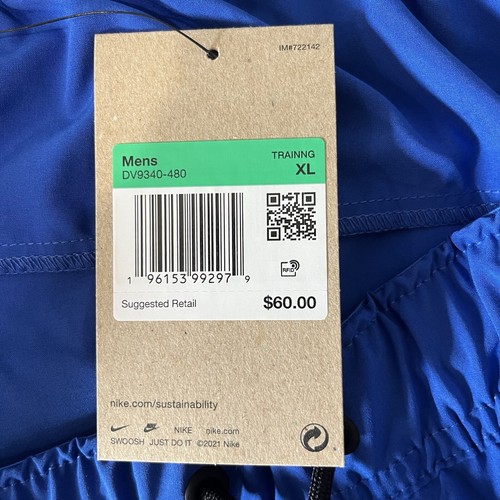 IM#722142
Mens TRAINNG
DV9340-480 XL
1 96153 99297 9
RFID
Suggested Retail $60.00
nike.com/sustainability
NIKE nike.com
SWOOSH JUST DO IT ©2021 Nike